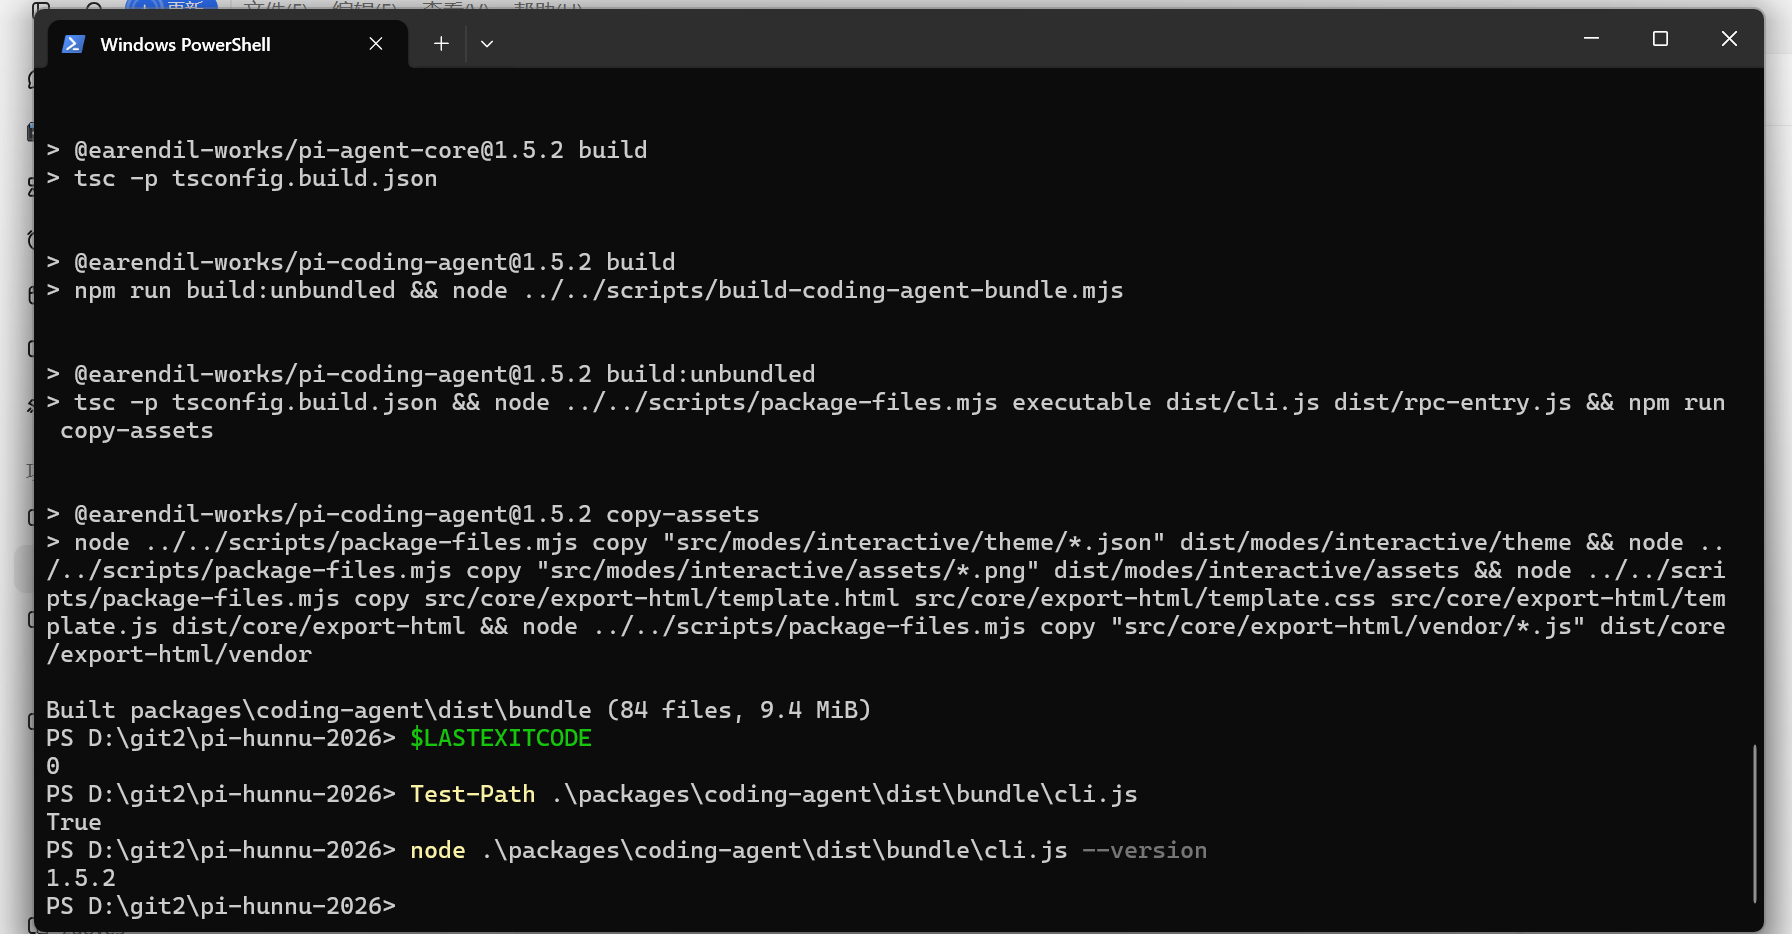 更新
文件(F) 编辑(E) 查看(V) 帮助(H)
Windows PowerShell
> @earendil-works/pi-agent-core@1.5.2 build
> tsc -p tsconfig.build.json
> @earendil-works/pi-coding-agent@1.5.2 build
> npm run build:unbundled && node ../../scripts/build-coding-agent-bundle.mjs
> @earendil-works/pi-coding-agent@1.5.2 build:unbundled
> tsc -p tsconfig.build.json && node ../../scripts/package-files.mjs executable dist/cli.js dist/rpc-entry.js && npm run
copy-assets
> @earendil-works/pi-coding-agent@1.5.2 copy-assets
> node ../../scripts/package-files.mjs copy "src/modes/interactive/theme/*.json" dist/modes/interactive/theme && node ..
/../scripts/package-files.mjs copy "src/modes/interactive/assets/*.png" dist/modes/interactive/assets && node ../../scri
pts/package-files.mjs copy src/core/export-html/template.html src/core/export-html/template.css src/core/export-html/tem
plate.js dist/core/export-html && node ../../scripts/package-files.mjs copy "src/core/export-html/vendor/*.js" dist/core
/export-html/vendor
Built packages\coding-agent\dist\bundle (84 files, 9.4 MiB)
PS D:\git2\pi-hunnu-2026> $LASTEXITCODE
0
PS D:\git2\pi-hunnu-2026> Test-Path .\packages\coding-agent\dist\bundle\cli.js
True
PS D:\git2\pi-hunnu-2026> node .\packages\coding-agent\dist\bundle\cli.js --version
1.5.2
PS D:\git2\pi-hunnu-2026>